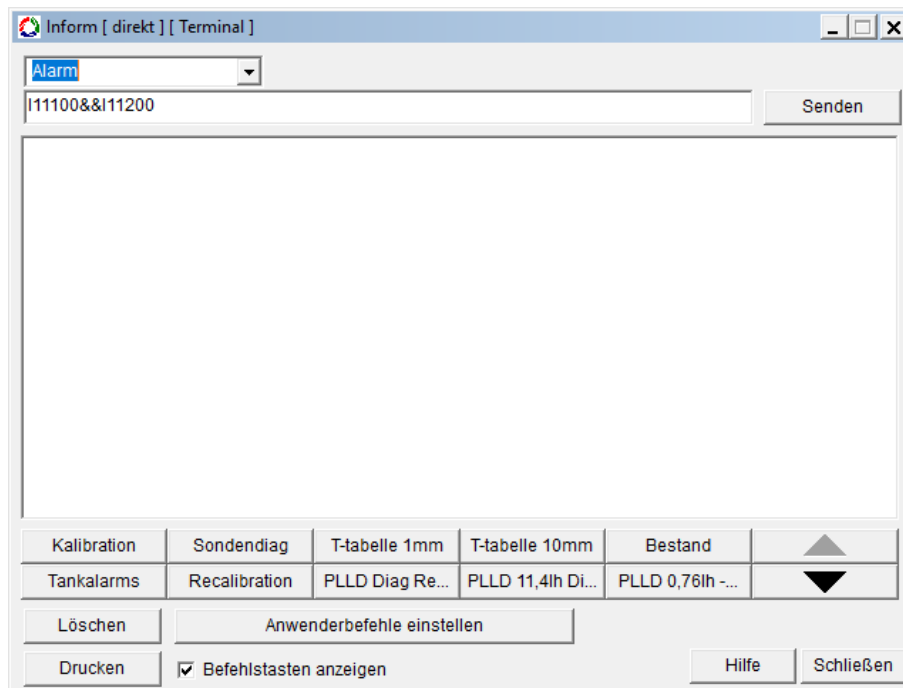 Inform [ direkt ] [ Terminal ]
Alarm
I11100&&I11200
Senden
Kalibration Sondendiag T-tabelle 1mm T-tabelle 10mm Bestand
Tankalarms Recalibration PLLD Diag Re... PLLD 11,4lh Di... PLLD 0,76lh -...
Löschen Anwenderbefehle einstellen
Drucken Befehlstasten anzeigen Hilfe Schließen